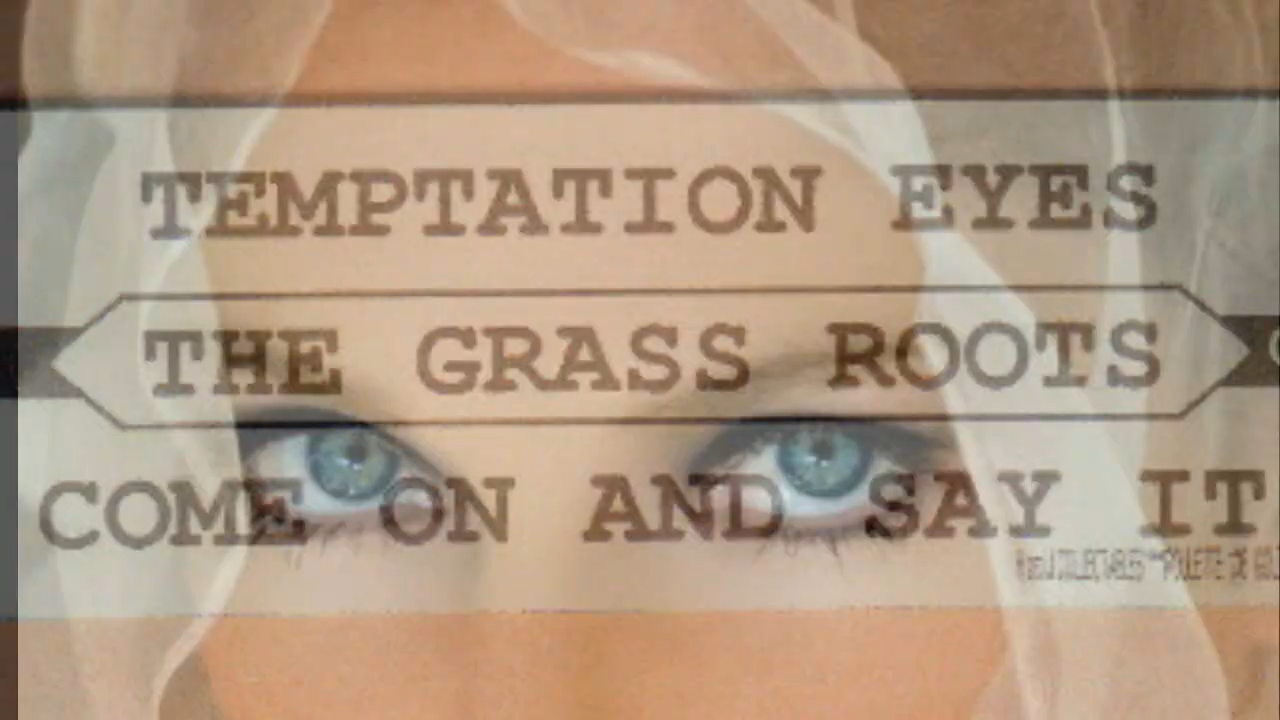 TEMPTATION EYES
THE GRASS ROOTS
COME ON AND SAY IT